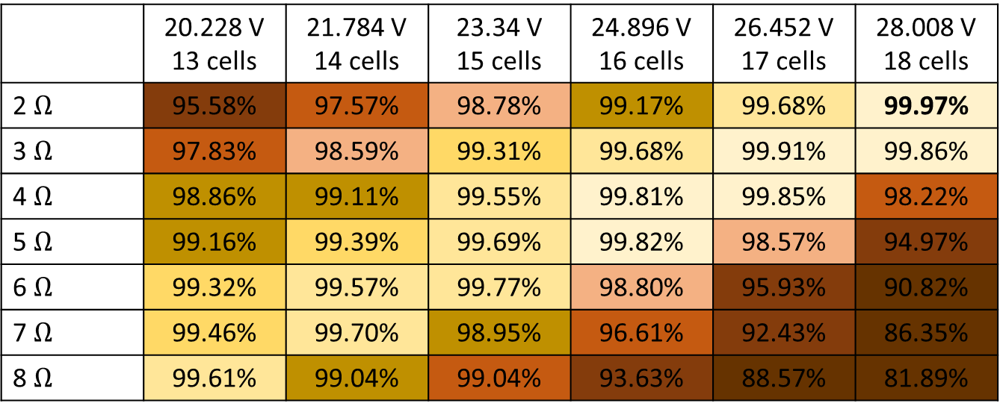 20.228 V 21.784 V 23.34 V 24.896 V 26.452 V 28.008 V
13 cells 14 cells 15 cells 16 cells 17 cells 18 cells
2 Ω 95.58% 97.57% 98.78% 99.17% 99.68% 99.97%
3 Ω 97.83% 98.59% 99.31% 99.68% 99.91% 99.86%
4 Ω 98.86% 99.11% 99.55% 99.81% 99.85% 98.22%
5 Ω 99.16% 99.39% 99.69% 99.82% 98.57% 94.97%
6 Ω 99.32% 99.57% 99.77% 98.80% 95.93% 90.82%
7 Ω 99.46% 99.70% 98.95% 96.61% 92.43% 86.35%
8 Ω 99.61% 99.04% 99.04% 93.63% 88.57% 81.89%